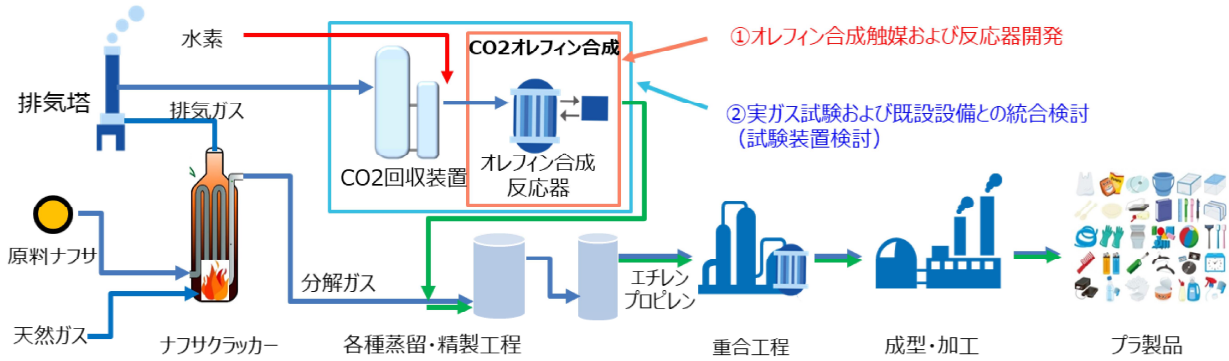 水素
CO2オレフィン合成
①オレフィン合成触媒および反応器開発
排気塔
排気ガス
②実ガス試験および既設設備との統合検討
（試験装置検討）
CO2回収装置
オレフィン合成
反応器
原料ナフサ
分解ガス
エチレン
プロピレン
天然ガス
ナフサクラッカー
各種蒸留・精製工程
重合工程
成型・加工
プラ製品